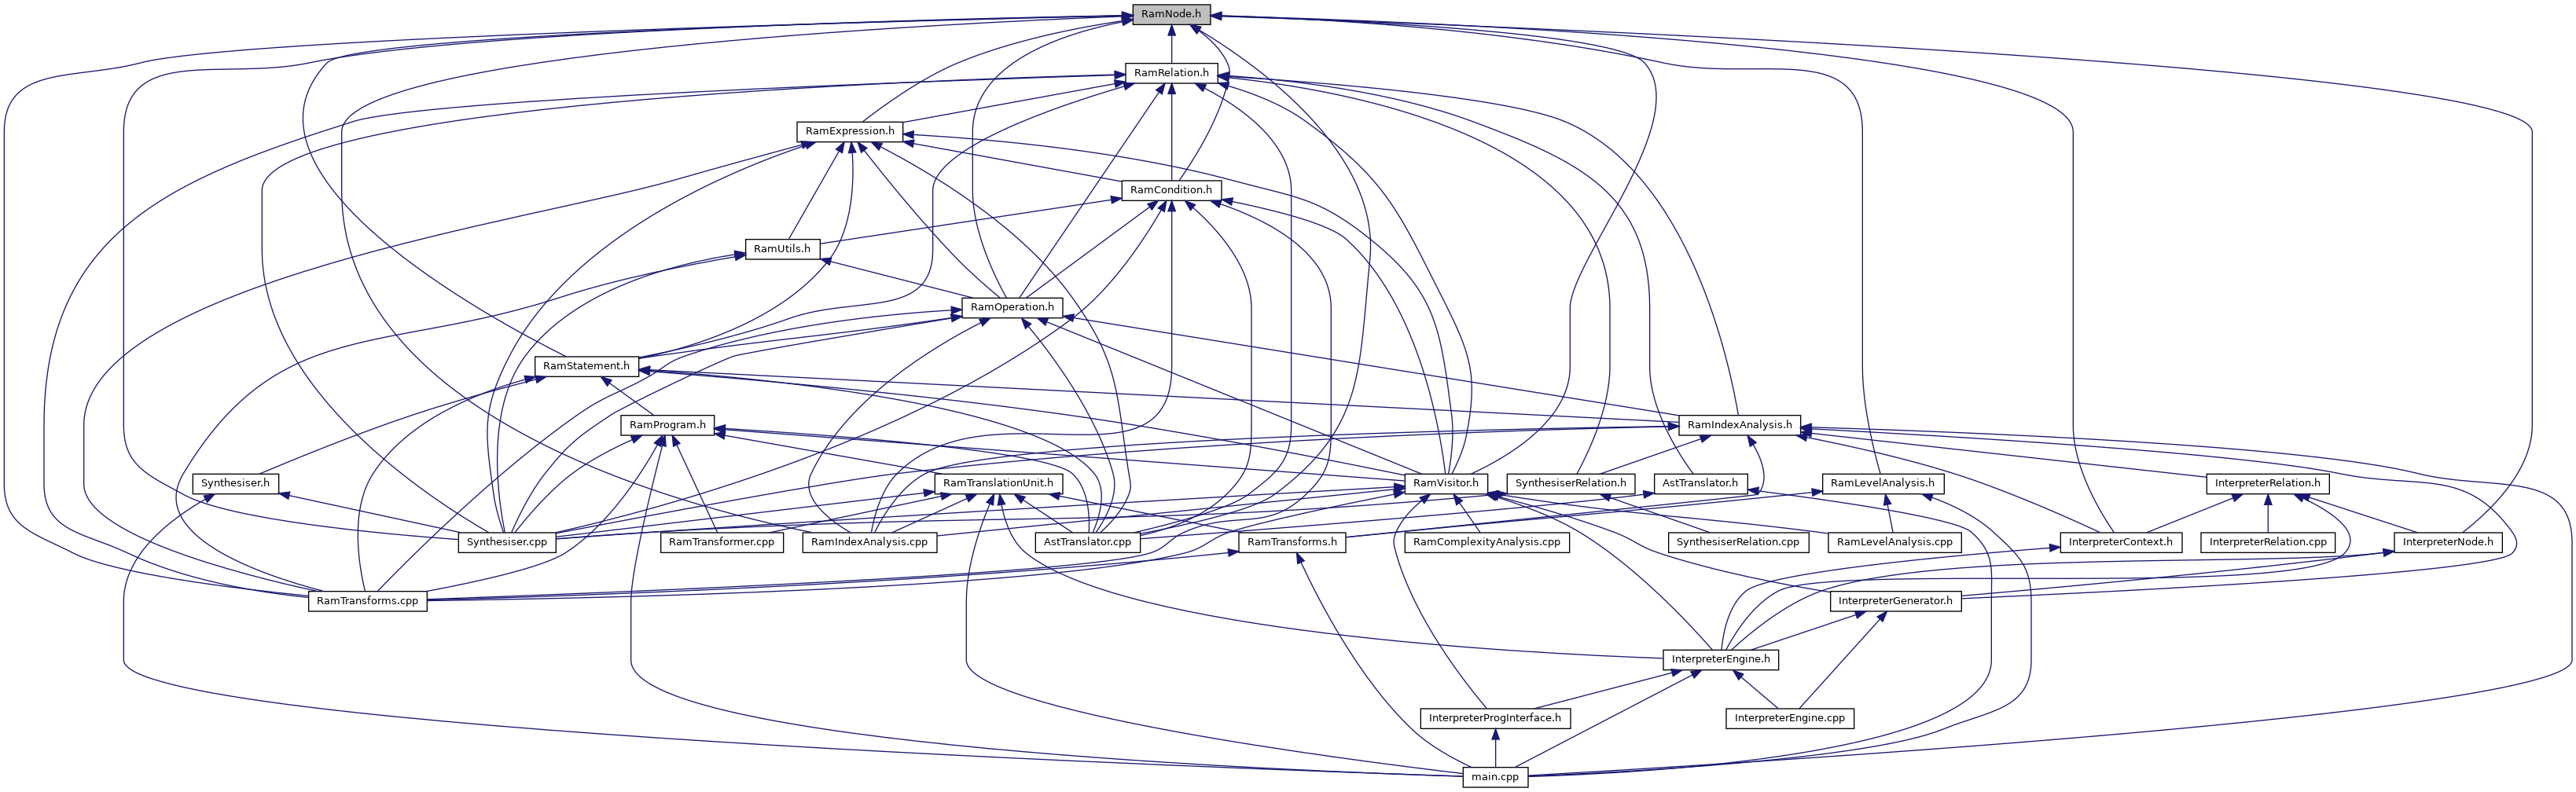 RamNode.h
RamRelation.h
RamExpression.h
RamCondition.h
RamUtils.h
RamOperation.h
RamStatement.h
RamProgram.h
RamIndexAnalysis.h
Synthesiser.h
RamTranslationUnit.h
RamVisitor.h
SynthesiserRelation.h
AstTranslator.h
RamLevelAnalysis.h
InterpreterRelation.h
Synthesiser.cpp
RamTransformer.cpp
RamIndexAnalysis.cpp
AstTranslator.cpp
RamTransforms.h
RamComplexityAnalysis.cpp
SynthesiserRelation.cpp
RamLevelAnalysis.cpp
InterpreterContext.h
InterpreterRelation.cpp
InterpreterNode.h
RamTransforms.cpp
InterpreterGenerator.h
InterpreterEngine.h
InterpreterProgInterface.h
InterpreterEngine.cpp
main.cpp